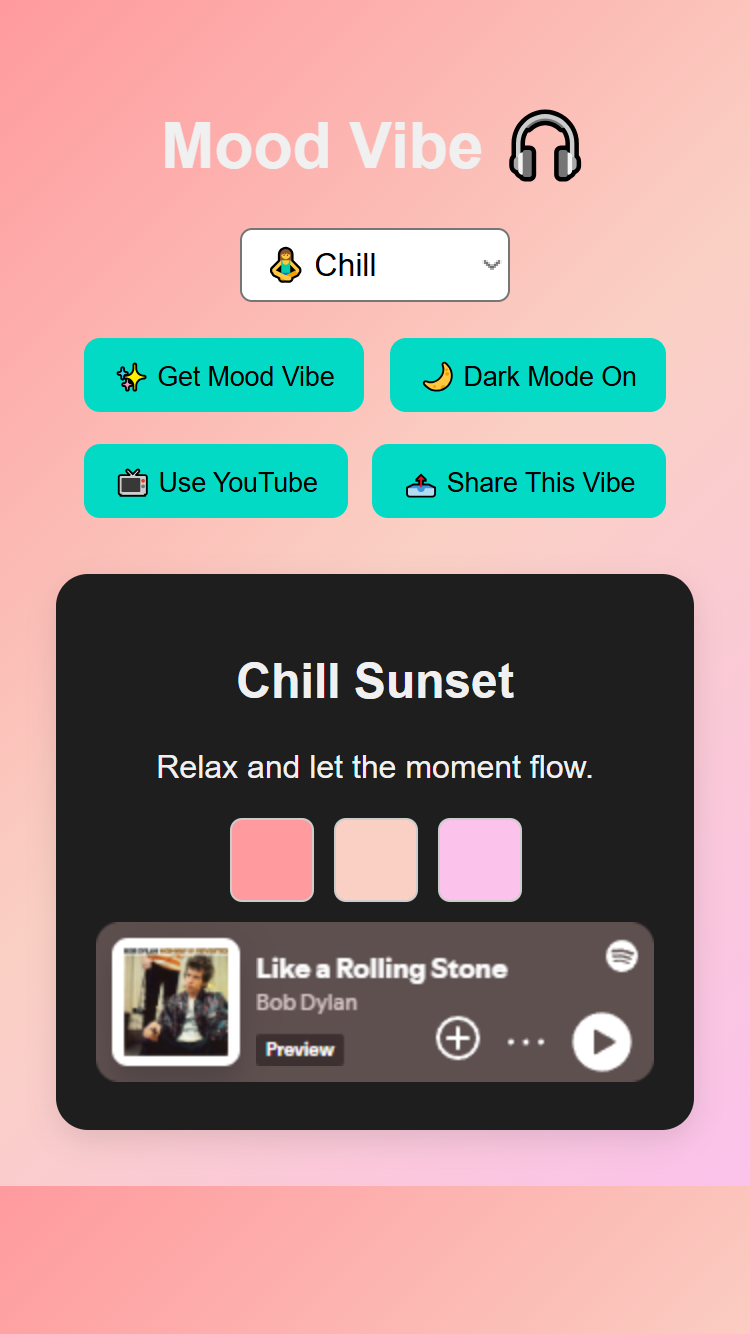 Mood Vibe 🎧
🧘 Chill
✨ Get Mood Vibe
🌙 Dark Mode On
📺 Use YouTube
📤 Share This Vibe
Chill Sunset
Relax and let the moment flow.
BOB DYLAN HIGHWAY 61 REVISITED
Like a Rolling Stone
Bob Dylan
Preview